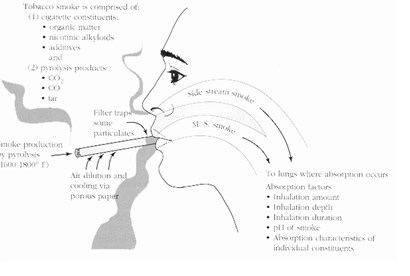 Tobacco smoke is comprised of:
(1) cigarette constituents:
• organic matter
• nicotinic alkyloids
• additives
and
(2) pyrolysis products:
• CO2
• CO
• tar
Filter traps
some
particulates
Side stream smoke
M. S. smoke
smoke production
by pyrolysis
(1600-1800° F)
Air dilution and
cooling via
porous paper
To lungs where absorption occurs
Absorption factors
• Inhalation amount
• Inhalation depth
• Inhalation duration
• pH of smoke
• Absorption characteristics of
individual constituents